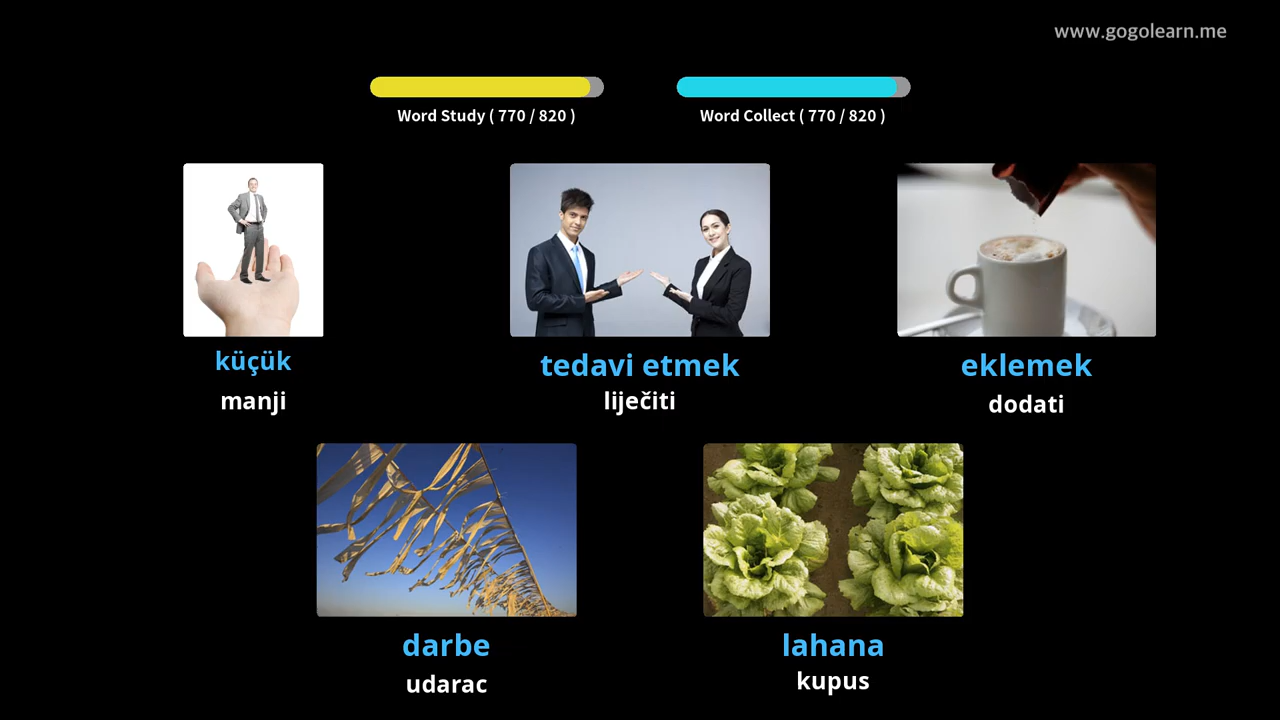 www.gogolearn.me
Word Study ( 770 / 820 )
Word Collect ( 770 / 820 )
küçük
manji
tedavi etmek
liječiti
eklemek
dodati
darbe
udarac
lahana
kupus